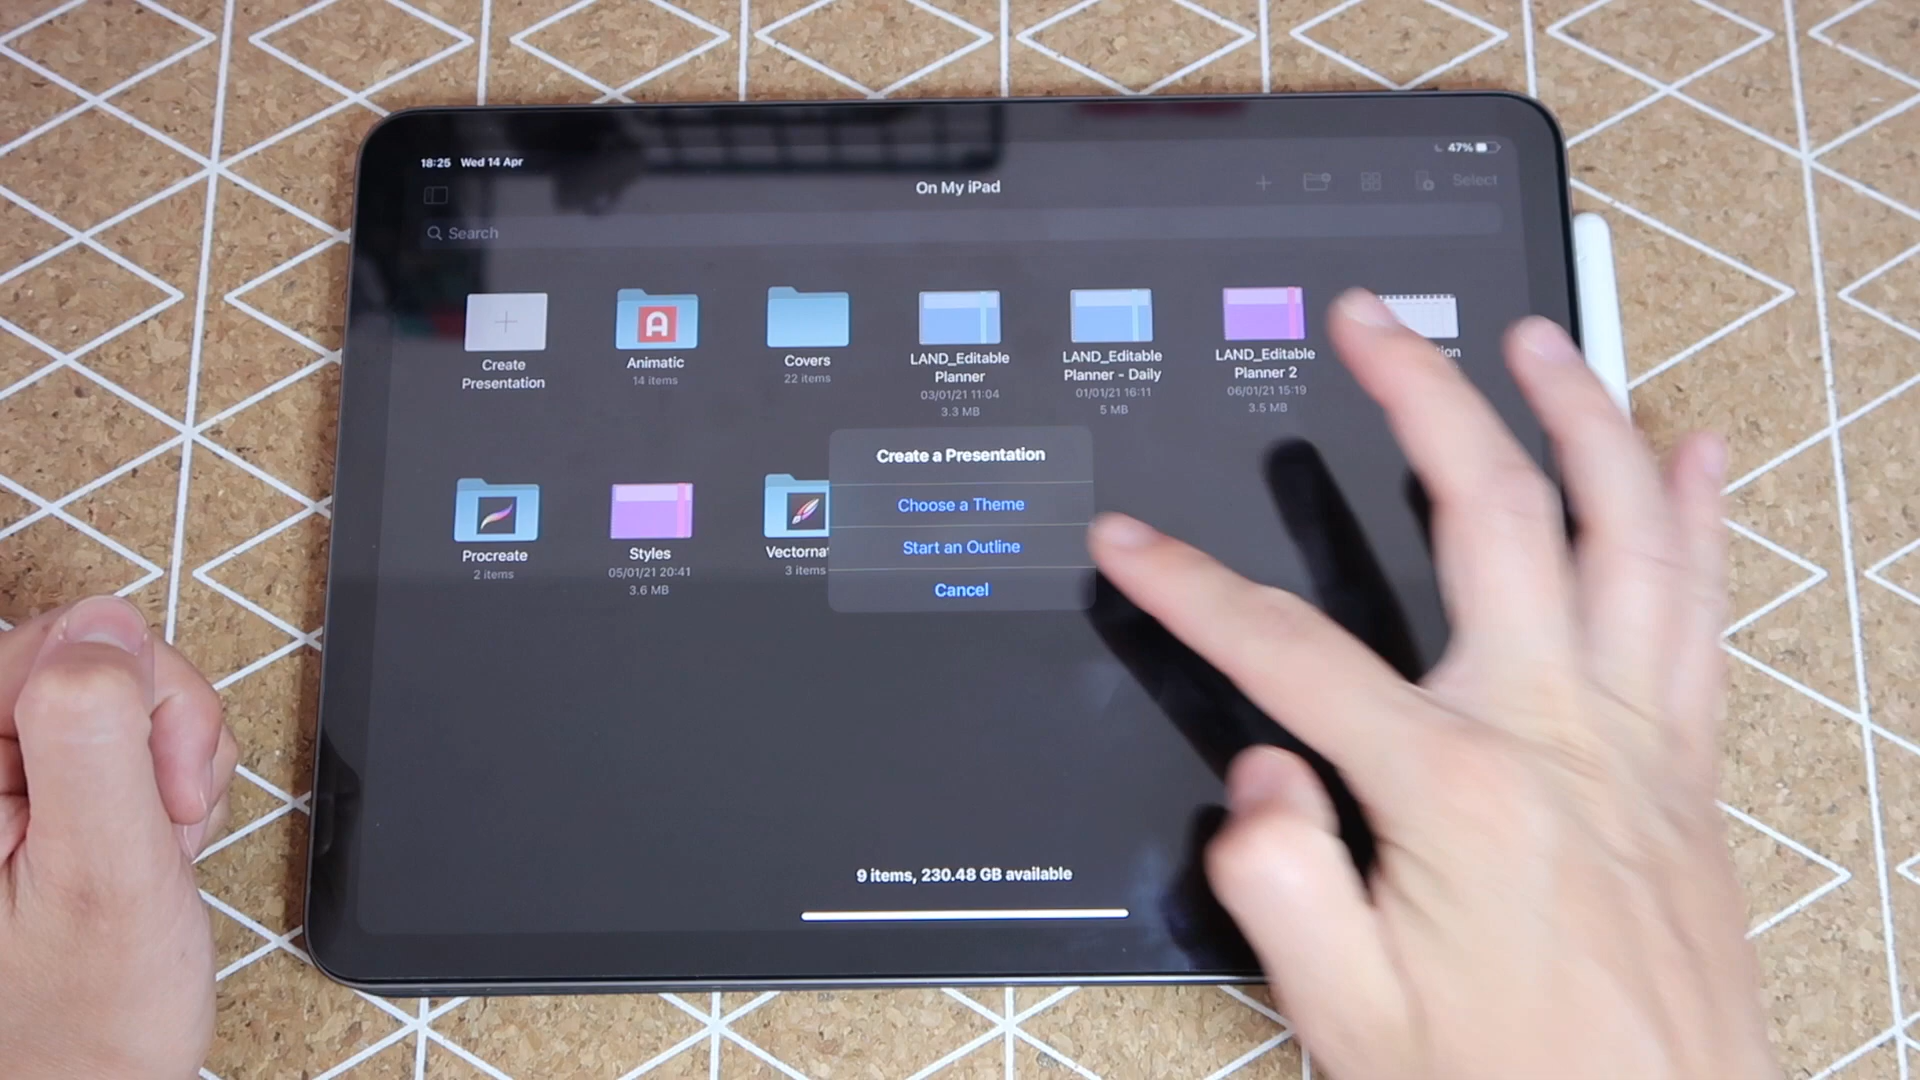 18:25 Wed 14 Apr
47%
On My iPad
Select
Search
Create
Presentation
Animatic
14 items
Covers
22 items
LAND_Editable
Planner
03/01/21 11:04
3.3 MB
LAND_Editable
Planner - Daily
01/01/21 16:11
5 MB
LAND_Editable
Planner 2
06/01/21 15:19
3.5 MB
Procreate
2 items
Styles
05/01/21 20:41
3.6 MB
Vectorna
3 items
Create a Presentation
Choose a Theme
Start an Outline
Cancel
9 items, 230.48 GB available